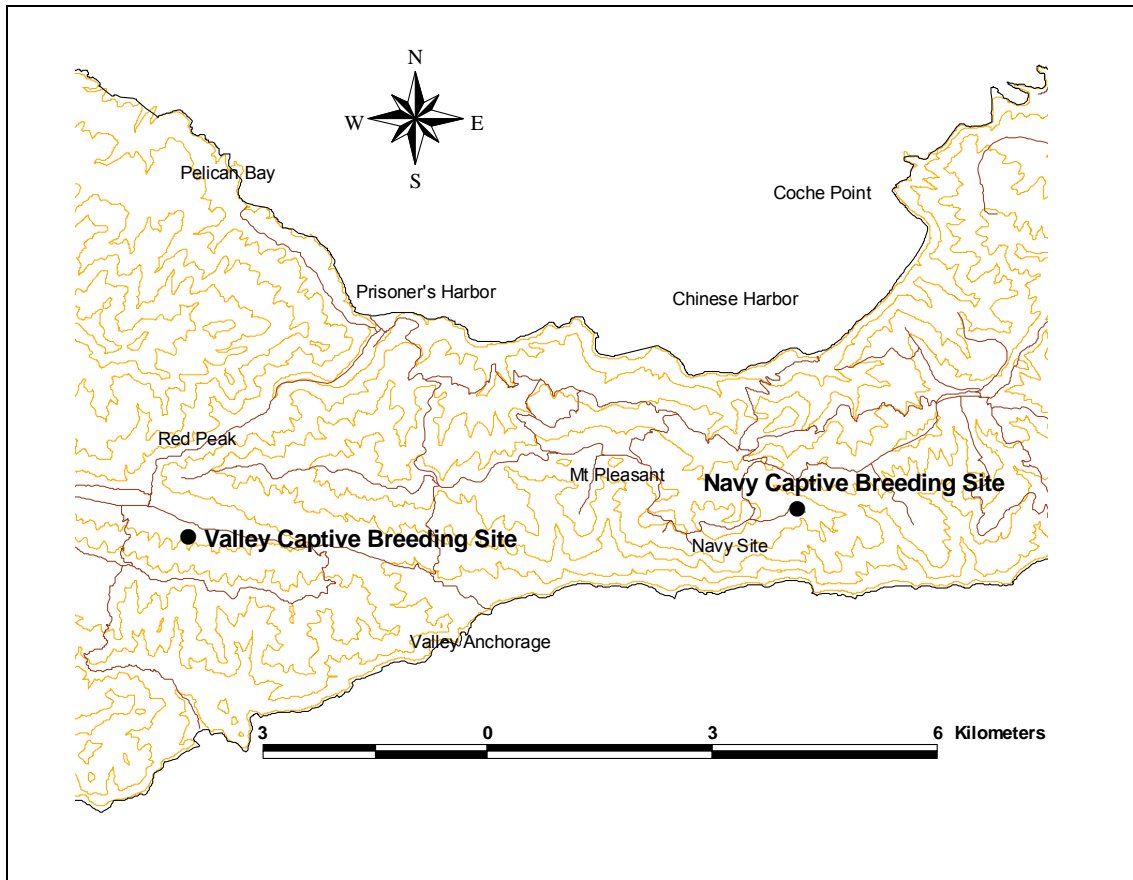 N
W E
S
Pelican Bay
Coche Point
Prisoner's Harbor
Chinese Harbor
Red Peak
Mt Pleasant
Navy Captive Breeding Site
Valley Captive Breeding Site
Navy Site
Valley Anchorage
3 0 3 6 Kilometers